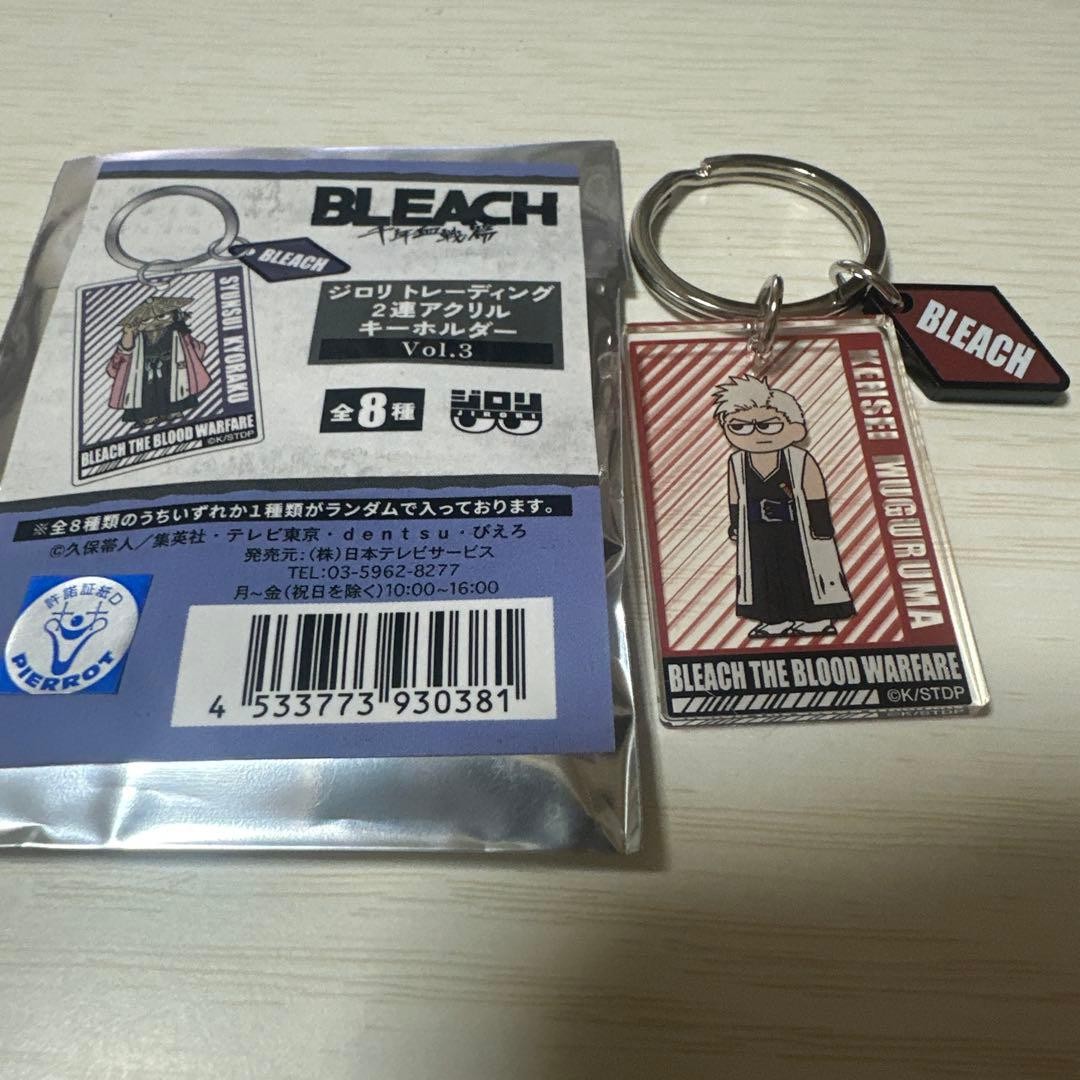 BLEACH
千年血戦篇
BLEACH
SYUNSUI KYORAKU
BLEACH THE BLOOD WARFARE
©K/STDP
ジロリ トレーディング
2連アクリル
キーホルダー
Vol.3
全8種
ジロリ
JIRORI
※全8種類のうちいずれか1種類がランダムで入っております。
©久保帯人/集英社・テレビ東京・dentsu・ぴえろ
発売元:(株)日本テレビサービス
TEL:03-5962-8277
月~金(祝日を除く)10:00~16:00
許諾証紙D
PIERROT
4 533773 930381
BLEACH
KENSEI MUGURUMA
BLEACH THE BLOOD WARFARE
©K/STDP